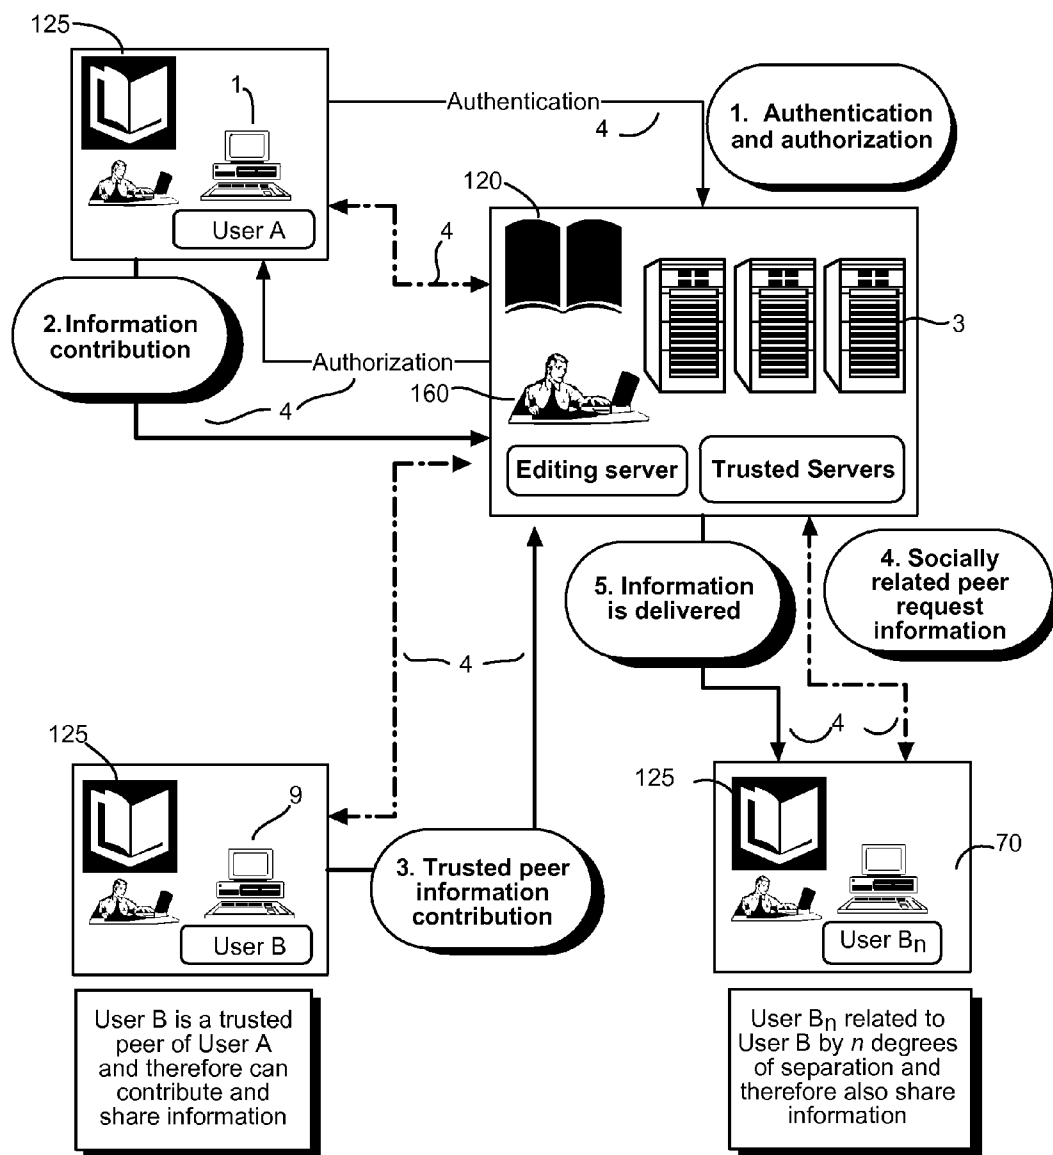 125
1
Authentication
4
1. Authentication
and authorization
User A
120
4
3
2. Information
contribution
Authorization
4
160
Editing server
Trusted Servers
5. Information
is delivered
4. Socially
related peer
request
information
4
4
125
9
125
70
3. Trusted peer
information
contribution
User B
User Bn
User B is a trusted
peer of User A
and therefore can
contribute and
share information
User Bn related to
User B by n degrees
of separation and
therefore also share
information